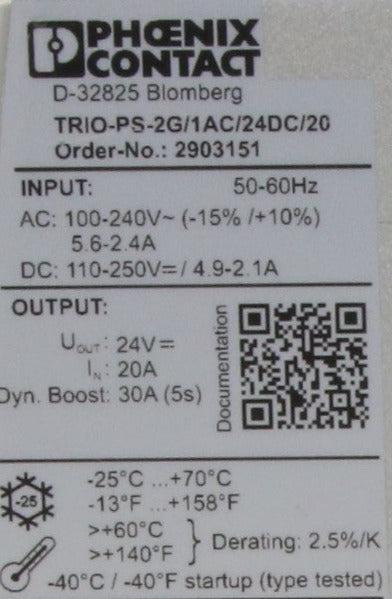 PHŒNIX
CONTACT
D-32825 Blomberg
TRIO-PS-2G/1AC/24DC/20
Order-No.: 2903151
INPUT: 50-60Hz
AC: 100-240V~ (-15% /+10%)
5.6-2.4A
DC: 110-250V⎓/ 4.9-2.1A
OUTPUT:
UOUT: 24V⎓
IN: 20A
Dyn. Boost: 30A (5s)
Documentation
-25
-25°C ...+70°C
-13°F ...+158°F
>+60°C
>+140°F
Derating: 2.5%/K
-40°C / -40°F startup (type tested)